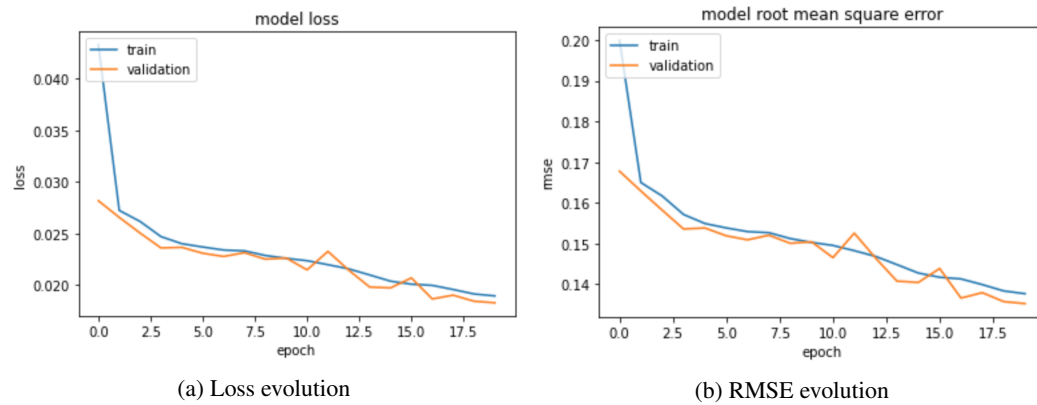 model loss
train
validation
0.040
0.035
0.030
0.025
0.020
loss
0.0
2.5
5.0
7.5
10.0
12.5
15.0
17.5
epoch
(a) Loss evolution
model root mean square error
train
validation
0.20
0.19
0.18
0.17
0.16
0.15
0.14
rmse
0.0
2.5
5.0
7.5
10.0
12.5
15.0
17.5
epoch
(b) RMSE evolution